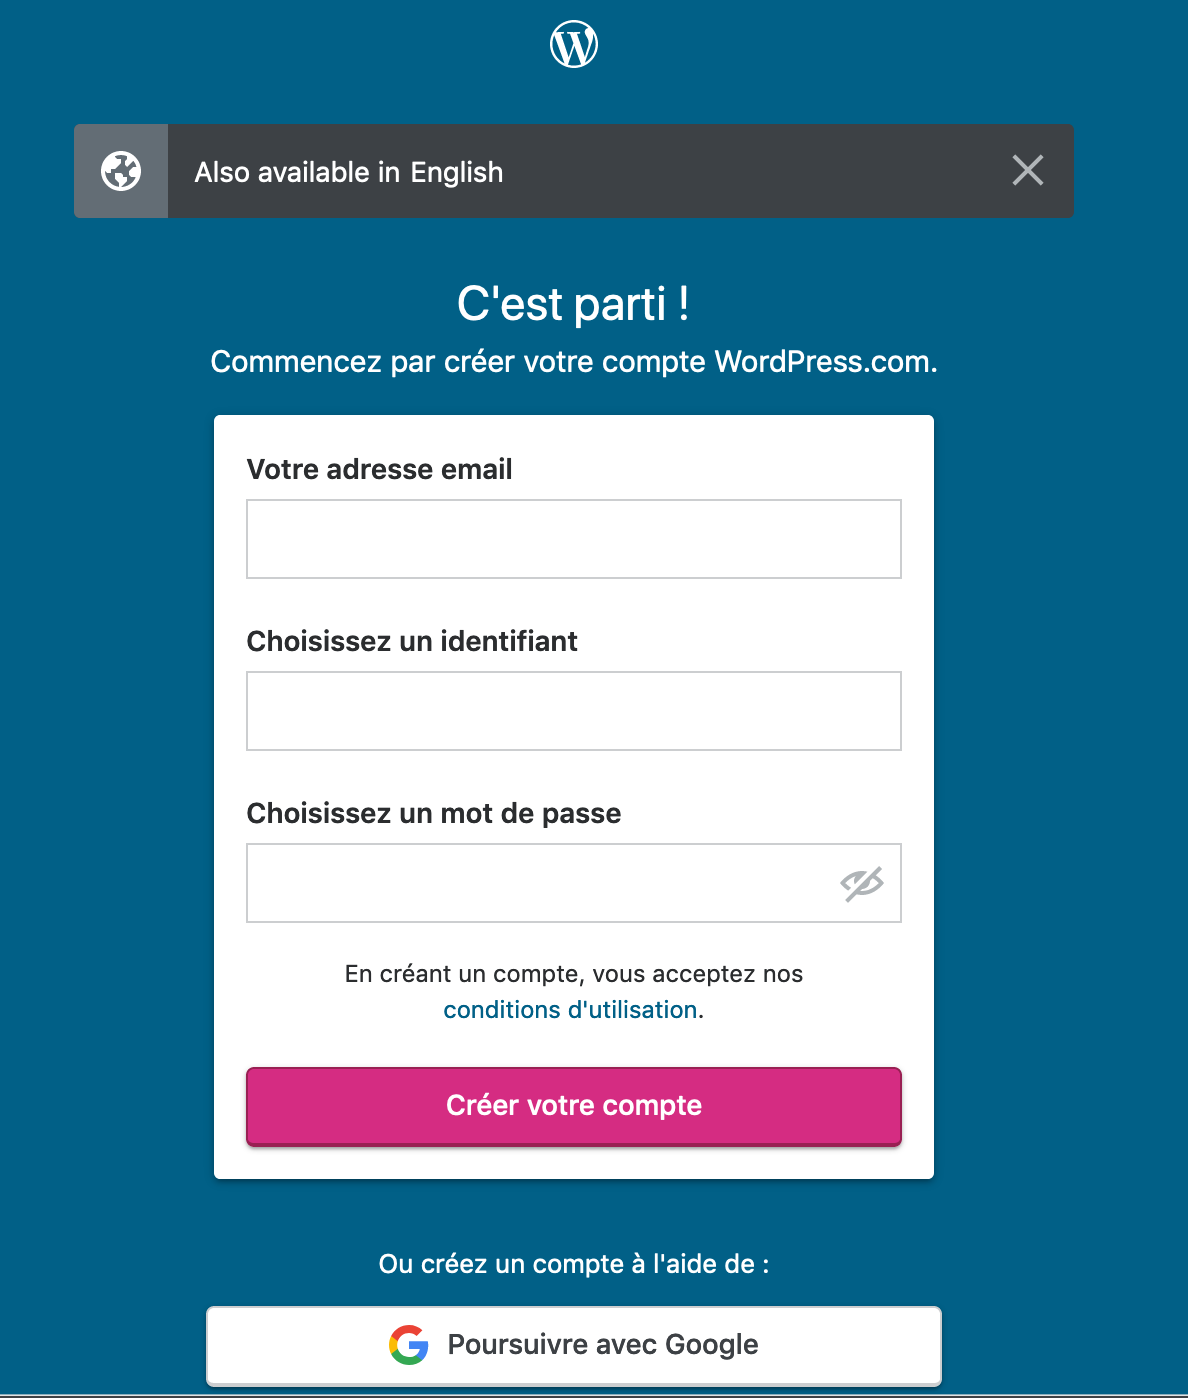 Also available in English
C'est parti !
Commencez par créer votre compte WordPress.com.
Votre adresse email
Choisissez un identifiant
Choisissez un mot de passe
En créant un compte, vous acceptez nos
conditions d'utilisation.
Créer votre compte
Ou créez un compte à l'aide de :
Poursuivre avec Google